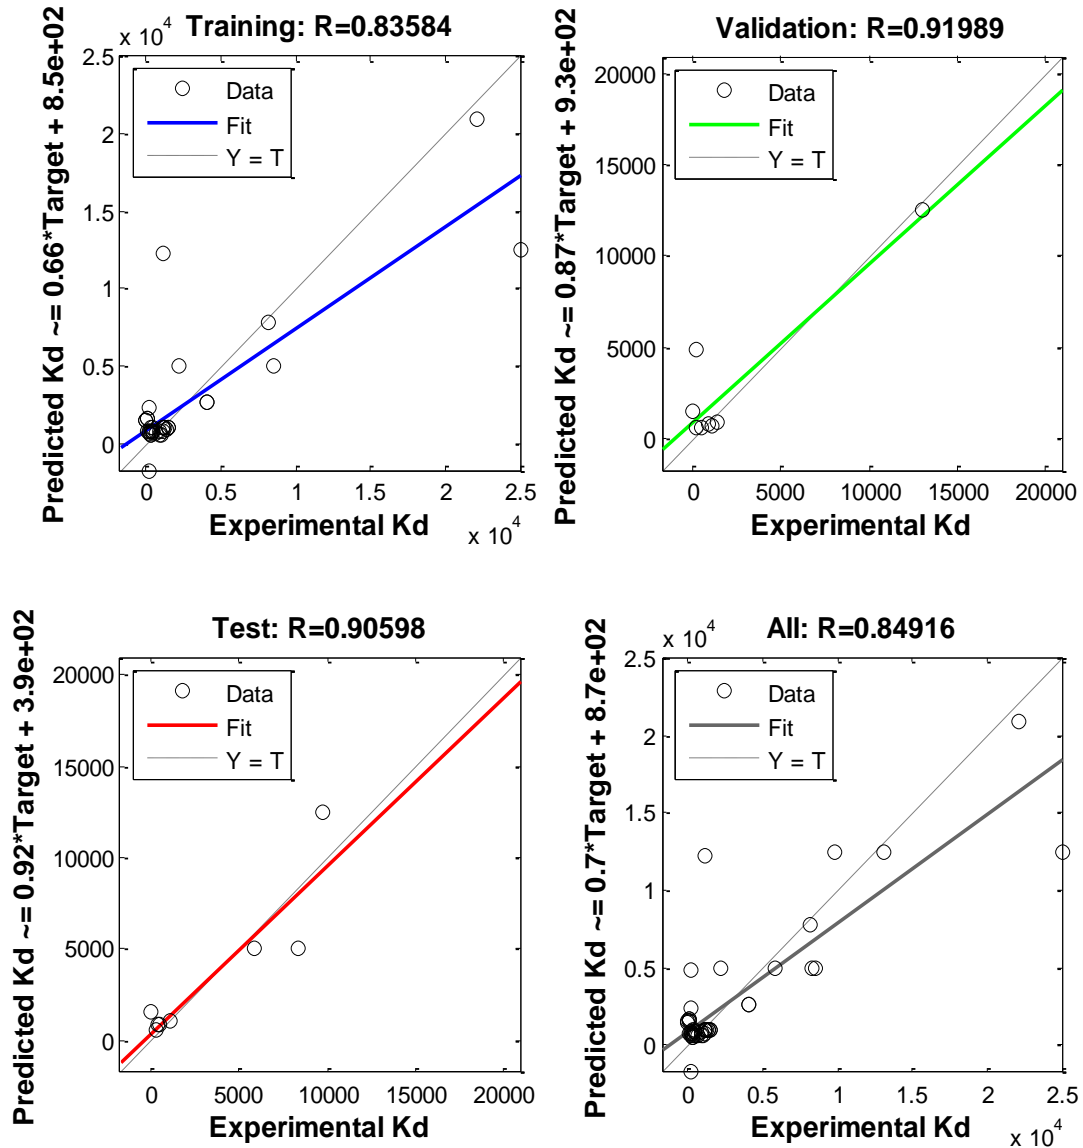 Training: R=0.83584
x 10^4
Predicted Kd ~= 0.66*Target + 8.5e+02
2.5
2
1.5
1
0.5
0
Data
Fit
Y = T
0 0.5 1 1.5 2 2.5
Experimental Kd
x 10^4
Validation: R=0.91989
Predicted Kd ~= 0.87*Target + 9.3e+02
20000
15000
10000
5000
0
Data
Fit
Y = T
0 5000 10000 15000 20000
Experimental Kd
Test: R=0.90598
Predicted Kd ~= 0.92*Target + 3.9e+02
20000
15000
10000
5000
0
Data
Fit
Y = T
0 5000 10000 15000 20000
Experimental Kd
All: R=0.84916
x 10^4
Predicted Kd ~= 0.7*Target + 8.7e+02
2.5
2
1.5
1
0.5
0
Data
Fit
Y = T
0 0.5 1 1.5 2 2.5
Experimental Kd
x 10^4